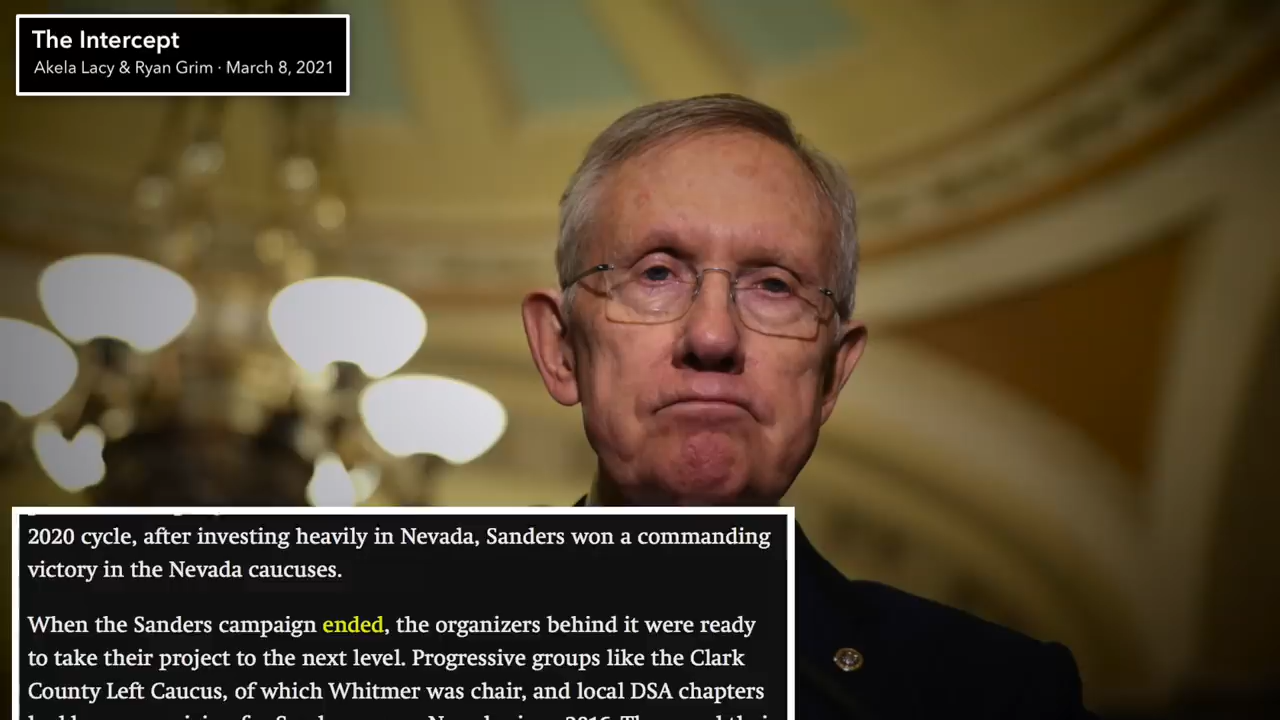 The Intercept
Akela Lacy & Ryan Grim · March 8, 2021
2020 cycle, after investing heavily in Nevada, Sanders won a commanding
victory in the Nevada caucuses.
When the Sanders campaign ended, the organizers behind it were ready
to take their project to the next level. Progressive groups like the Clark
County Left Caucus, of which Whitmer was chair, and local DSA chapters